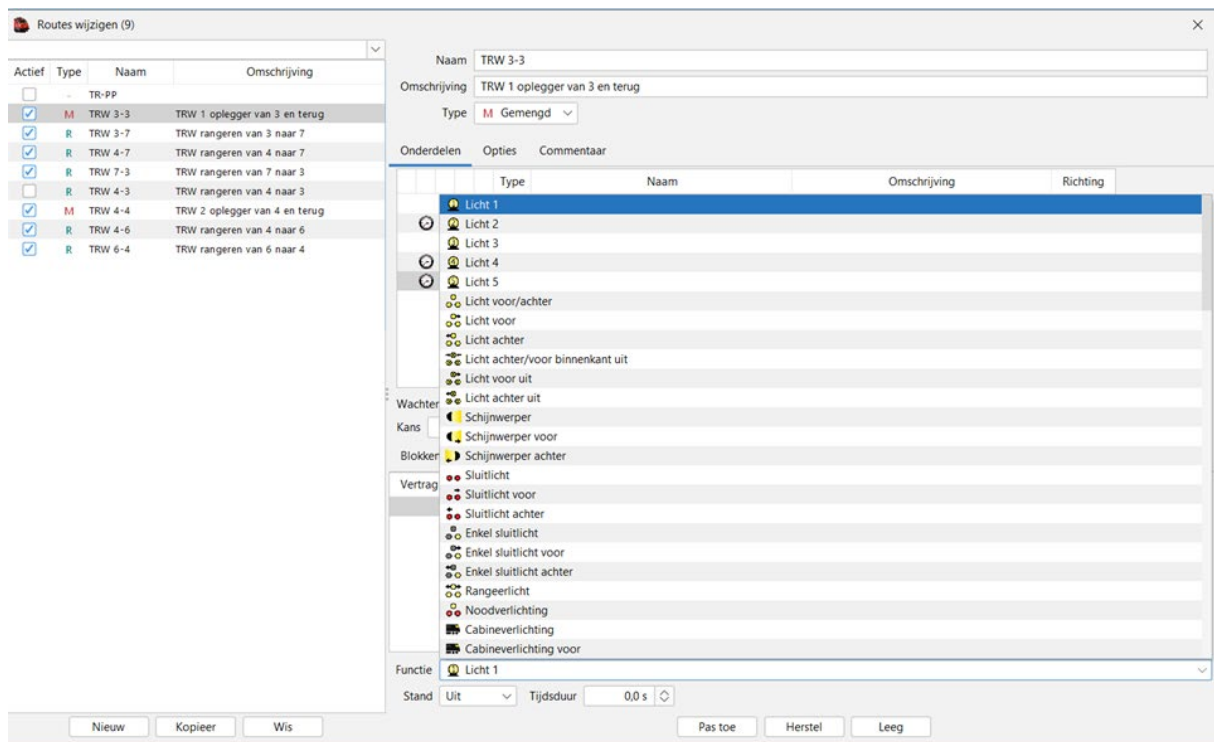 Routes wijzigen (9)
Actief Type Naam Omschrijving
- TR-PP
M TRW 3-3 TRW 1 oplegger van 3 en terug
R TRW 3-7 TRW rangeren van 3 naar 7
R TRW 4-7 TRW rangeren van 4 naar 7
R TRW 7-3 TRW rangeren van 7 naar 3
R TRW 4-3 TRW rangeren van 4 naar 3
M TRW 4-4 TRW 2 oplegger van 4 en terug
R TRW 4-6 TRW rangeren van 4 naar 6
R TRW 6-4 TRW rangeren van 6 naar 4
Nieuw Kopieer Wis
Naam TRW 3-3
Omschrijving TRW 1 oplegger van 3 en terug
Type M Gemengd
Onderdelen Opties Commentaar
Type Naam Omschrijving Richting
Licht 1
Licht 2
Licht 3
Licht 4
Licht 5
Licht voor/achter
Licht voor
Licht achter
Licht achter/voor binnenkant uit
Licht voor uit
Licht achter uit
Wachten
Schijnwerper
Kans
Schijnwerper voor
Blokken
Schijnwerper achter
Sluitlicht
Vertrag
Sluitlicht voor
Sluitlicht achter
Enkel sluitlicht
Enkel sluitlicht voor
Enkel sluitlicht achter
Rangeerlicht
Noodverlichting
Cabineverlichting
Cabineverlichting voor
Functie Licht 1
Stand Uit Tijdsduur 0,0 s
Pas toe Herstel Leeg